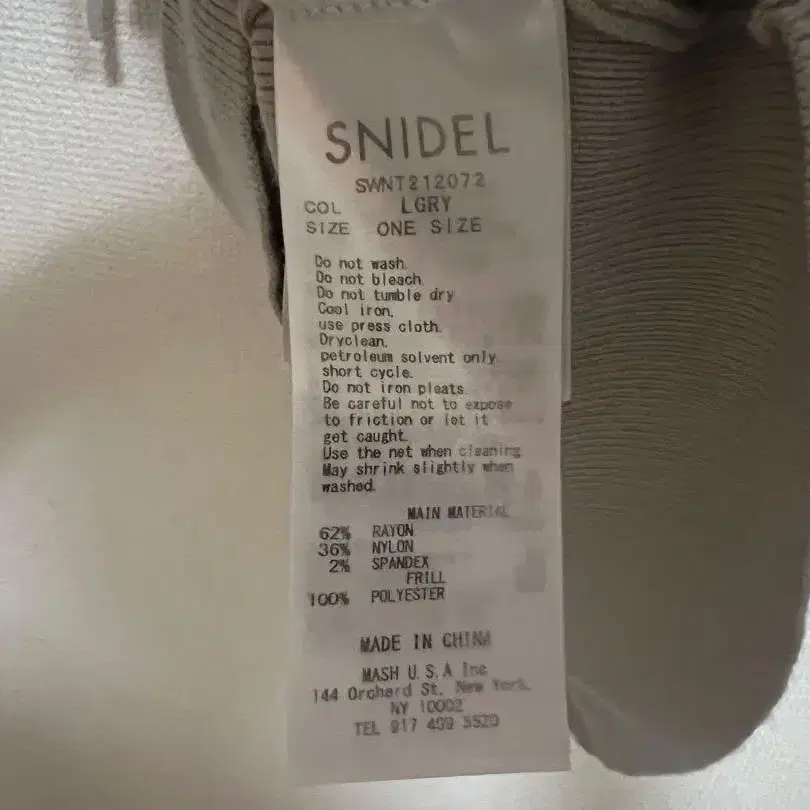 SNIDEL
SWNT212072
COL LGRY
SIZE ONE SIZE
Do not wash.
Do not bleach.
Do not tumble dry
Cool iron,
use press cloth.
Dryclean,
petroleum solvent only
short cycle.
Do not iron pleats.
Be careful not to expose
to friction or let it
get caught.
Use the net when cleaning
May shrink slightly when
washed.
MAIN MATERIAL
62% RAYON
36% NYLON
2% SPANDEX
FRILL
100% POLYESTER
MADE IN CHINA
MASH U.S.A Inc
144 Orchard St. New York,
NY 10002
TEL 917 409 5520